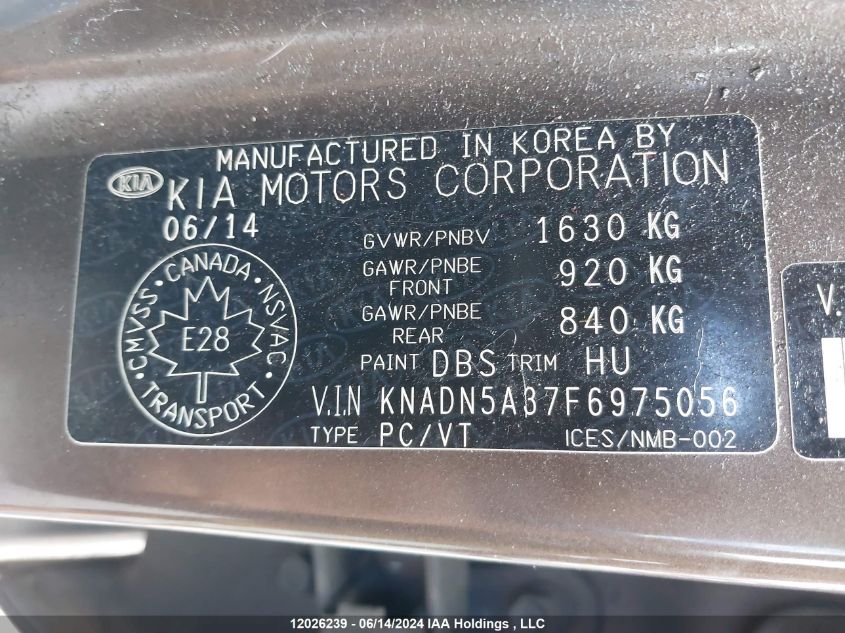 MANUFACTURED IN KOREA BY
KIA KIA MOTORS CORPORATION
06/14
GVWR/PNBV 1630 KG
GAWR/PNBE FRONT 920 KG
GAWR/PNBE REAR 840 KG
CANADA
CMVSS NSVAC
E28
TRANSPORT
PAINT DBS TRIM HU
V.I.N KNADN5A37F6975056
TYPE PC/VT ICES/NMB-002
V.
12026239 - 06/14/2024 IAA Holdings , LLC